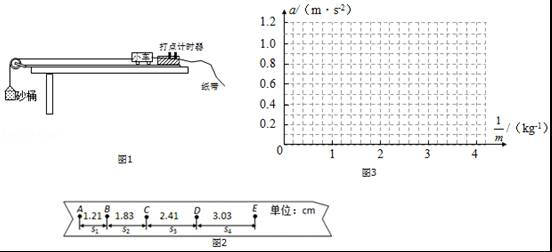 打点计时器
小车
纸带
砂桶
图1
a/（m·s⁻²）
1.2
1.0
0.8
0.6
0.4
0.2
0 1 2 3 4
1/m /（kg⁻¹）
图3
A B C D E 单位：cm
1.21 1.83 2.41 3.03
s₁ s₂ s₃ s₄
图2